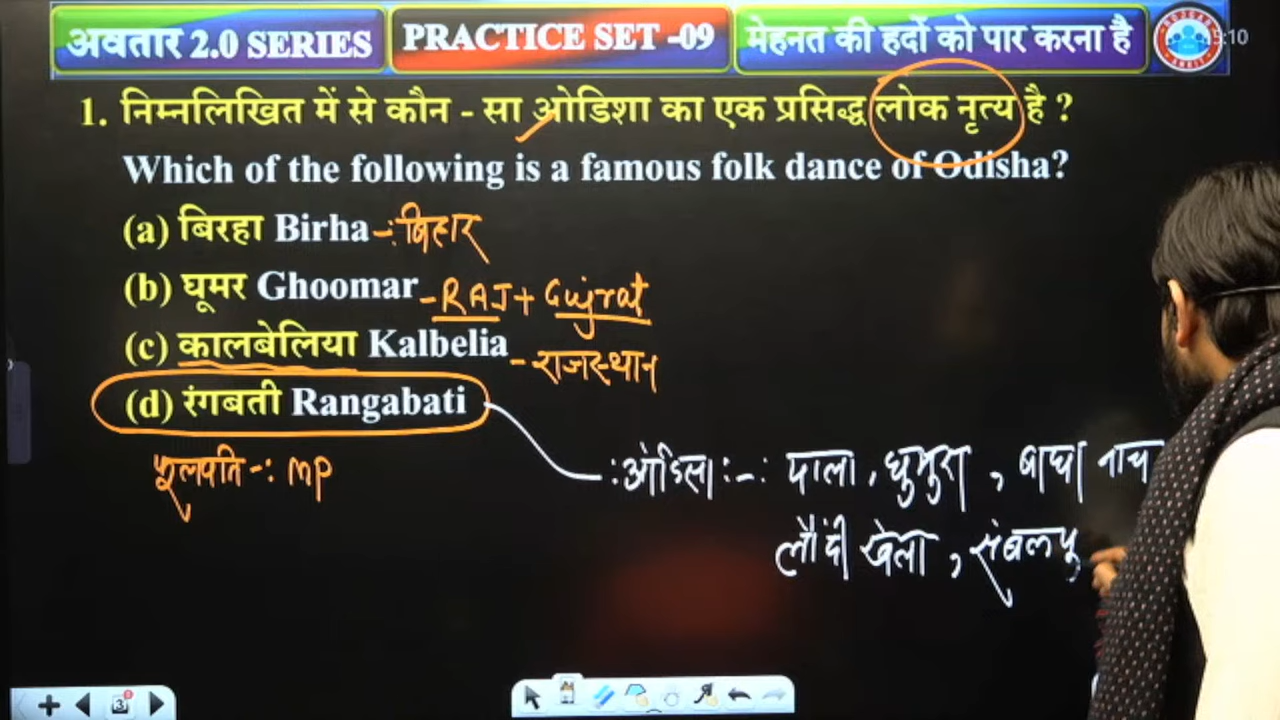 अवतार 2.0 SERIES PRACTICE SET -09 मेहनत की हदों को पार करना है
1. निम्नलिखित में से कौन - सा ओडिशा का एक प्रसिद्ध लोक नृत्य है ?
Which of the following is a famous folk dance of Odisha?
(a) बिरहा Birha -: बिहार
(b) घूमर Ghoomar - RAJ + Gujrat
(c) कालबेलिया Kalbelia - राजस्थान
(d) रंगबती Rangabati
फूलपति -: MP
:ओडिसा :-: पाला, घुमुरा, बाघा नाच
लौदी खेला, संबलपू